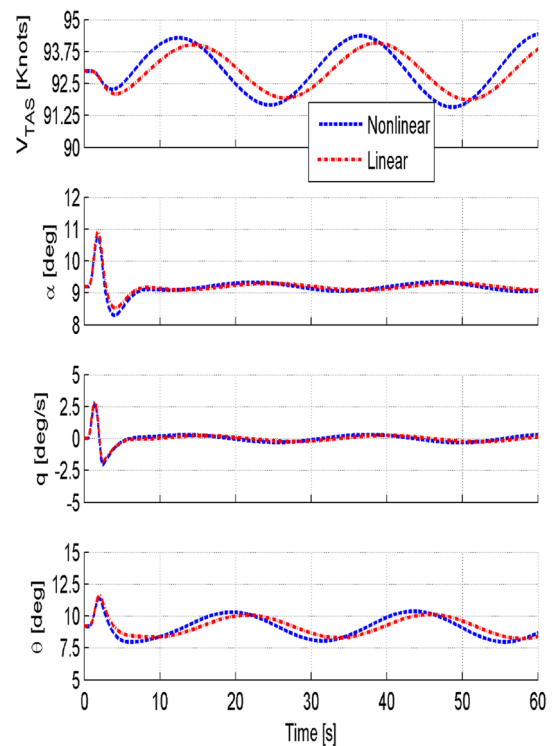 V_TAS [Knots]
95
93.75
92.5
91.25
90
Nonlinear
Linear
α [deg]
12
11
10
9
8
q [deg/s]
5
2.5
0
-2.5
-5
θ [deg]
15
12.5
10
7.5
5
0 10 20 30 40 50 60
Time [s]